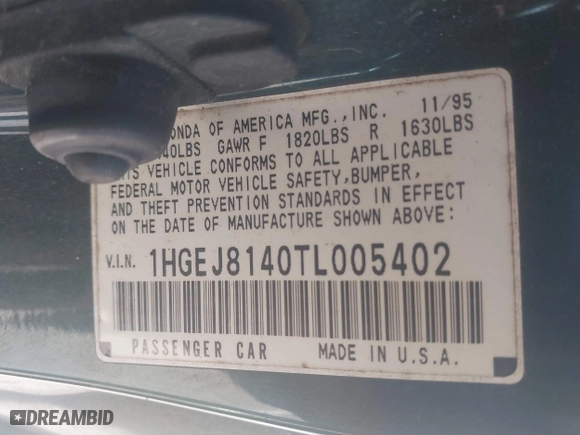 OF AMERICA MFG.,INC. 11/95
GAWR F 1820LBS R 1630LBS
VEHICLE CONFORMS TO ALL APPLICABLE
FEDERAL MOTOR VEHICLE SAFETY,BUMPER,
AND THEFT PREVENTION STANDARDS IN EFFECT
ON THE DATE OF MANUFACTURE SHOWN ABOVE:
V.I.N. 1HGEJ8140TL005402
PASSENGER CAR MADE IN U.S.A.
DREAMBID